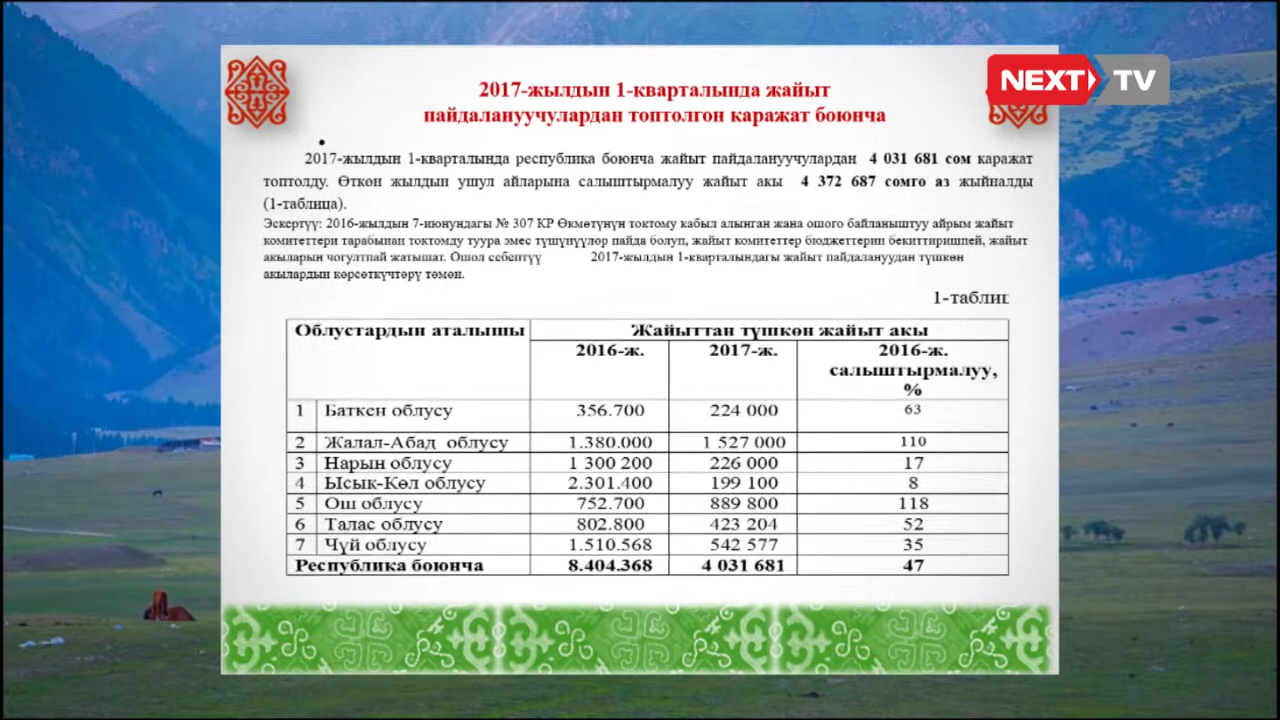 NEXT TV
2017-жылдын 1-кварталында жайыт
пайдалануучулардан топтолгон каражат боюнча
2017-жылдын 1-кварталында республика боюнча жайыт пайдалануучулардан 4 031 681 сом каражат
топтолду. Өткөн жылдын ушул айларына салыштырмалуу жайыт акы 4 372 687 сомго аз жыйналды
(1-таблица).
Эскертүү: 2016-жылдын 7-июнундагы № 307 КР Өкмөтүнүн токтому кабыл алынган жана ошого байланыштуу айрым жайыт
комитеттери тарабынан токтомду туура эмес түшүнүүлөр пайда болуп, жайыт комитеттер бюджеттерин бекиттиришпей, жайыт
акыларын чогултпай жатышат. Ошол себептүү 2017-жылдын 1-кварталындагы жайыт пайдалануудан түшкөн
акылардын көрсөткүчтөрү төмөн.
1-таблиц
Облустардын аталышы Жайыттан түшкөн жайыт акы
2016-ж. 2017-ж. 2016-ж.
салыштырмалуу,
%
1 Баткен облусу 356.700 224 000 63
2 Жалал-Абад облусу 1.380.000 1 527 000 110
3 Нарын облусу 1 300 200 226 000 17
4 Ысык-Көл облусу 2.301.400 199 100 8
5 Ош облусу 752.700 889 800 118
6 Талас облусу 802.800 423 204 52
7 Чүй облусу 1.510.568 542 577 35
Республика боюнча 8.404.368 4 031 681 47